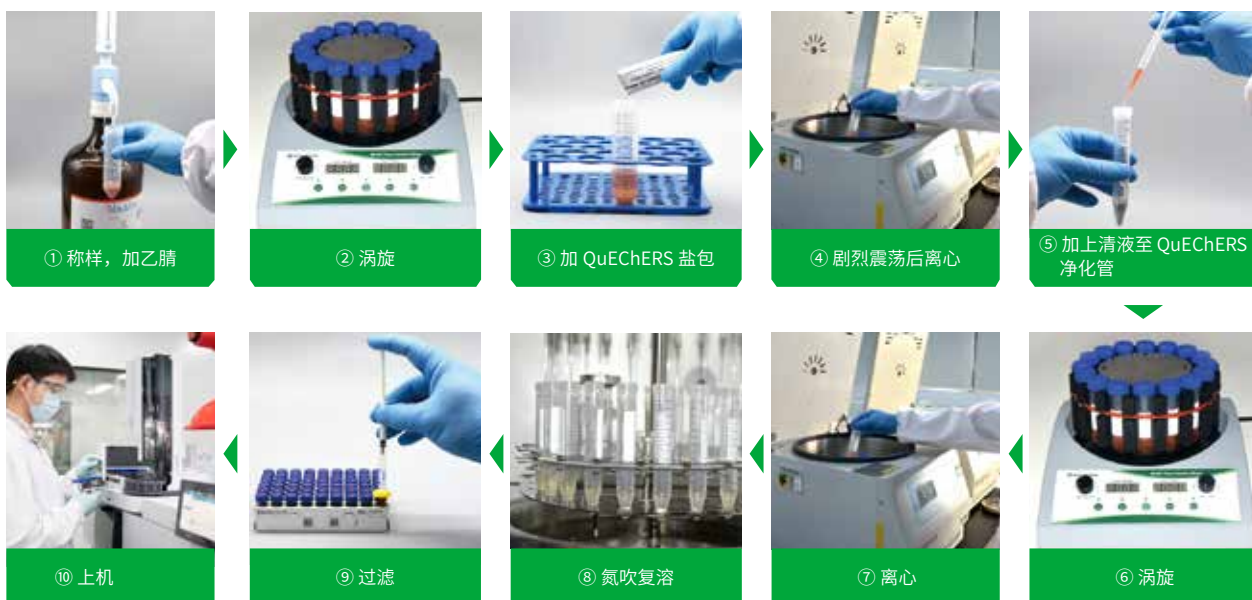 ① 称样，加乙腈
② 涡旋
③ 加 QuEChERS 盐包
④ 剧烈震荡后离心
⑤ 加上清液至 QuEChERS
净化管
⑥ 涡旋
⑦ 离心
⑧ 氮吹复溶
⑨ 过滤
⑩ 上机